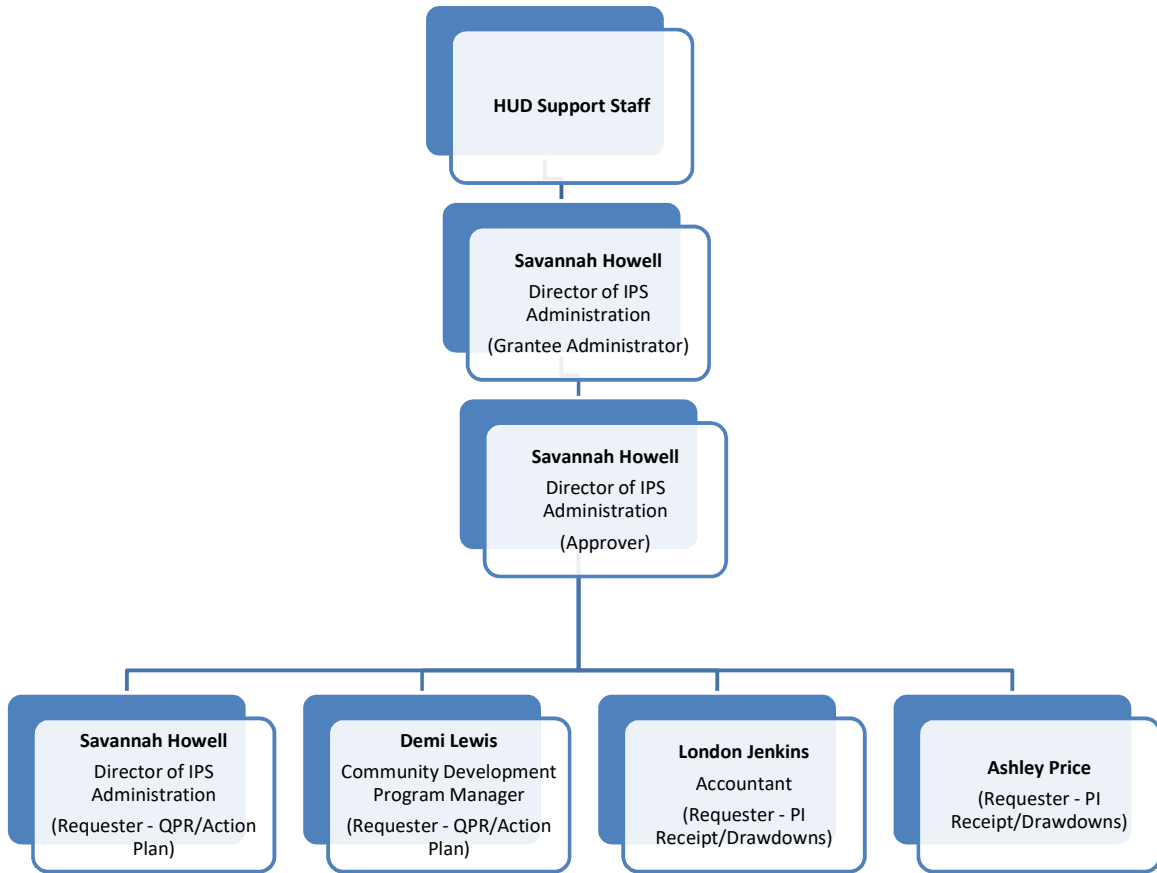 HUD Support Staff
Savannah Howell
Director of IPS
Administration
(Grantee Administrator)
Savannah Howell
Director of IPS
Administration
(Approver)
Savannah Howell
Director of IPS
Administration
(Requester - QPR/Action
Plan)
Demi Lewis
Community Development
Program Manager
(Requester - QPR/Action
Plan)
London Jenkins
Accountant
(Requester - PI
Receipt/Drawdowns)
Ashley Price
(Requester - PI
Receipt/Drawdowns)